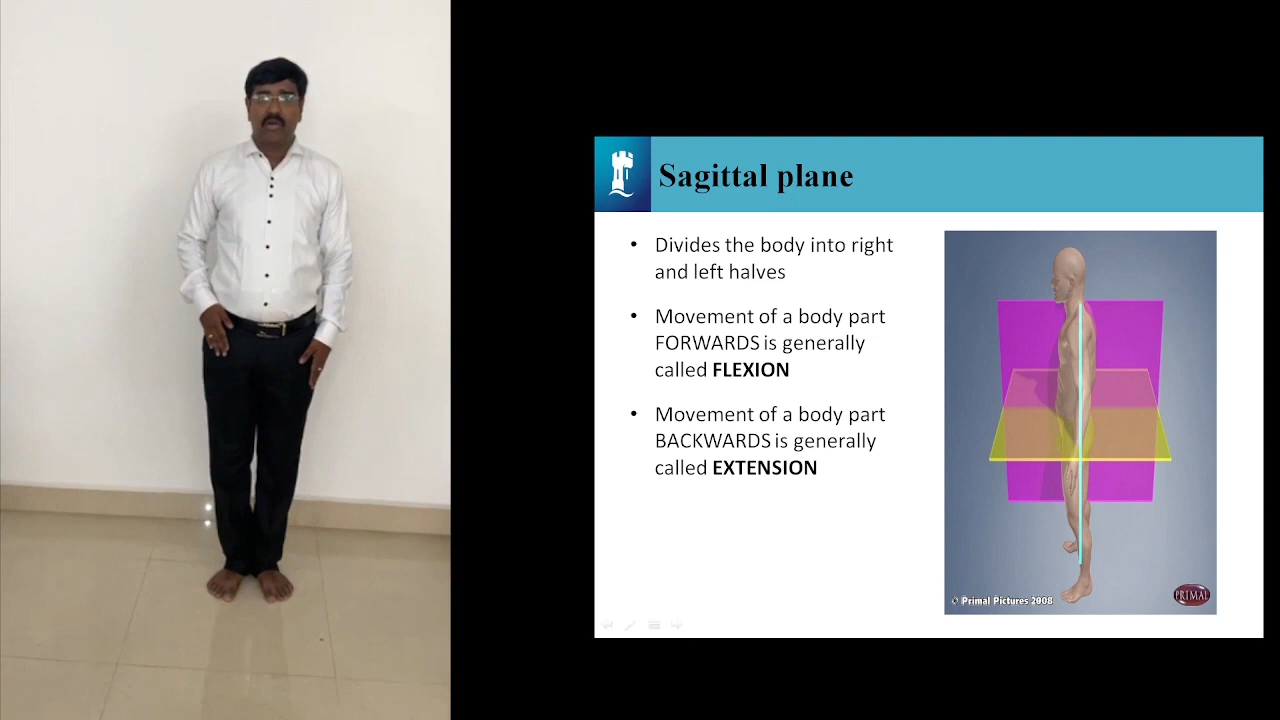 Sagittal plane
• Divides the body into right
and left halves
• Movement of a body part
FORWARDS is generally
called FLEXION
• Movement of a body part
BACKWARDS is generally
called EXTENSION
© Primal Pictures 2008
PRIMAL